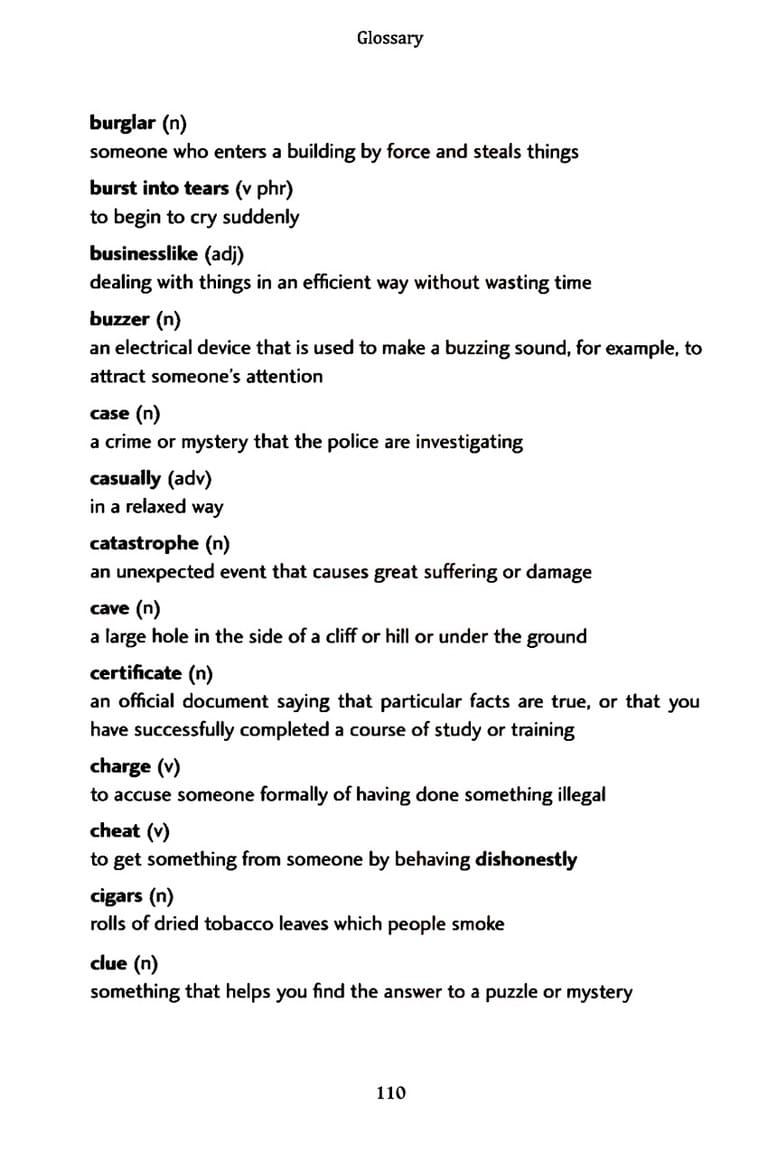 Glossary
burglar (n)
someone who enters a building by force and steals things
burst into tears (v phr)
to begin to cry suddenly
businesslike (adj)
dealing with things in an efficient way without wasting time
buzzer (n)
an electrical device that is used to make a buzzing sound, for example, to
attract someone's attention
case (n)
a crime or mystery that the police are investigating
casually (adv)
in a relaxed way
catastrophe (n)
an unexpected event that causes great suffering or damage
cave (n)
a large hole in the side of a cliff or hill or under the ground
certificate (n)
an official document saying that particular facts are true, or that you
have successfully completed a course of study or training
charge (v)
to accuse someone formally of having done something illegal
cheat (v)
to get something from someone by behaving dishonestly
cigars (n)
rolls of dried tobacco leaves which people smoke
clue (n)
something that helps you find the answer to a puzzle or mystery
110